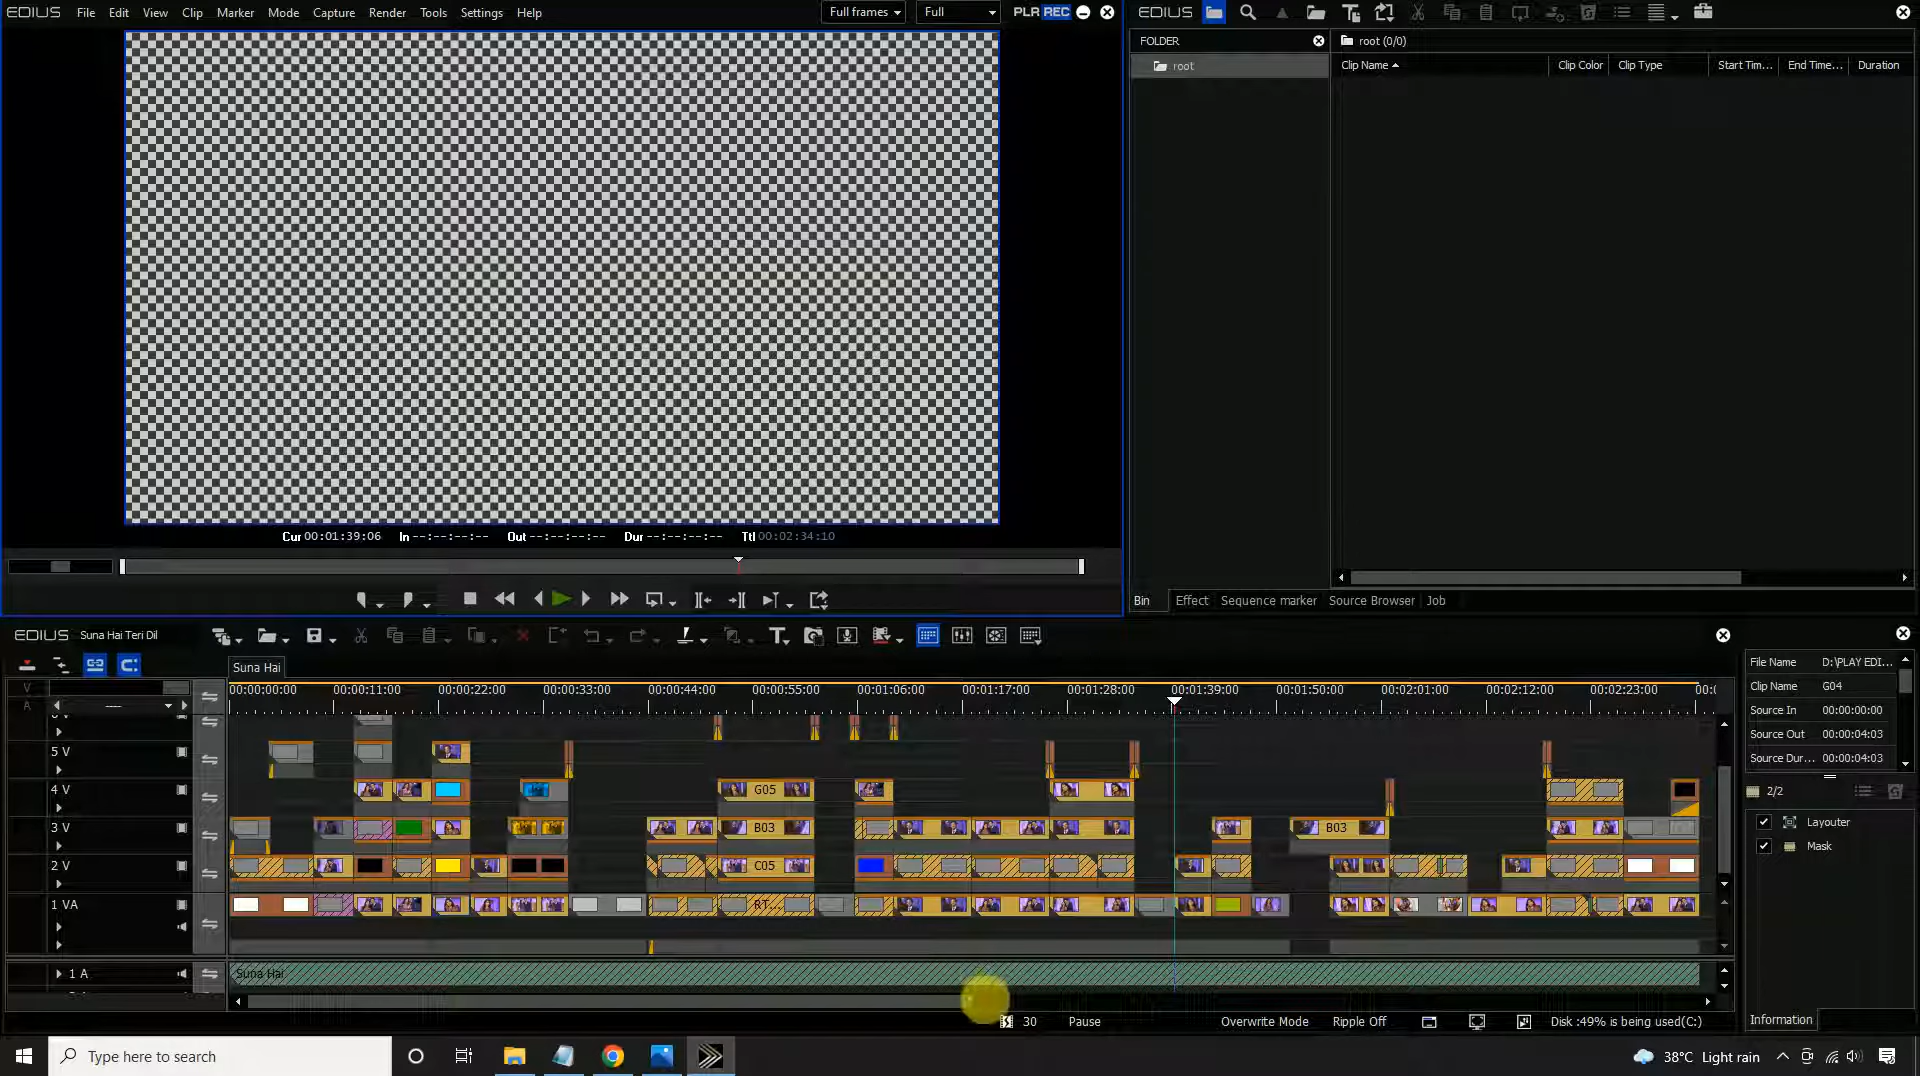 EDIUS File Edit View Clip Marker Mode Capture Render Tools Settings Help Full frames Full PLR REC
EDIUS
FOLDER root (0/0)
root Clip Name Clip Color Clip Type Start Tim... End Time... Duration
Cur 00:01:39:06 In --:--:--:-- Out --:--:--:-- Dur --:--:--:-- Ttl 00:02:34:10
Bin Effect Sequence marker Source Browser Job
EDIUS Suna Hai Teri Dil
Suna Hai
V
A
00:00:00:00 00:00:11:00 00:00:22:00 00:00:33:00 00:00:44:00 00:00:55:00 00:01:06:00 00:01:17:00 00:01:28:00 00:01:39:00 00:01:50:00 00:02:01:00 00:02:12:00 00:02:23:00 00:0
5 V
4 V G05
3 V B03 B03
2 V C05
1 VA RT...
1 A Suna Hai
File Name D:\PLAY EDI...
Clip Name G04
Source In 00:00:00:00
Source Out 00:00:04:03
Source Dur... 00:00:04:03
2/2
Layouter
Mask
Information
30 Pause Overwrite Mode Ripple Off Disk :49% is being used(C:)
Type here to search 38°C Light rain